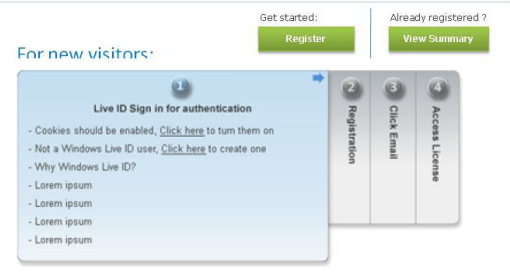 Get started:
Already registered ?
Register
View Summary
For new visitors:
1
Live ID Sign in for authentication
- Cookies should be enabled, Click here to turn them on
- Not a Windows Live ID user, Click here to create one
- Why Windows Live ID?
- Lorem ipsum
- Lorem ipsum
- Lorem ipsum
- Lorem ipsum
2
Registration
3
Click Email
4
Access License